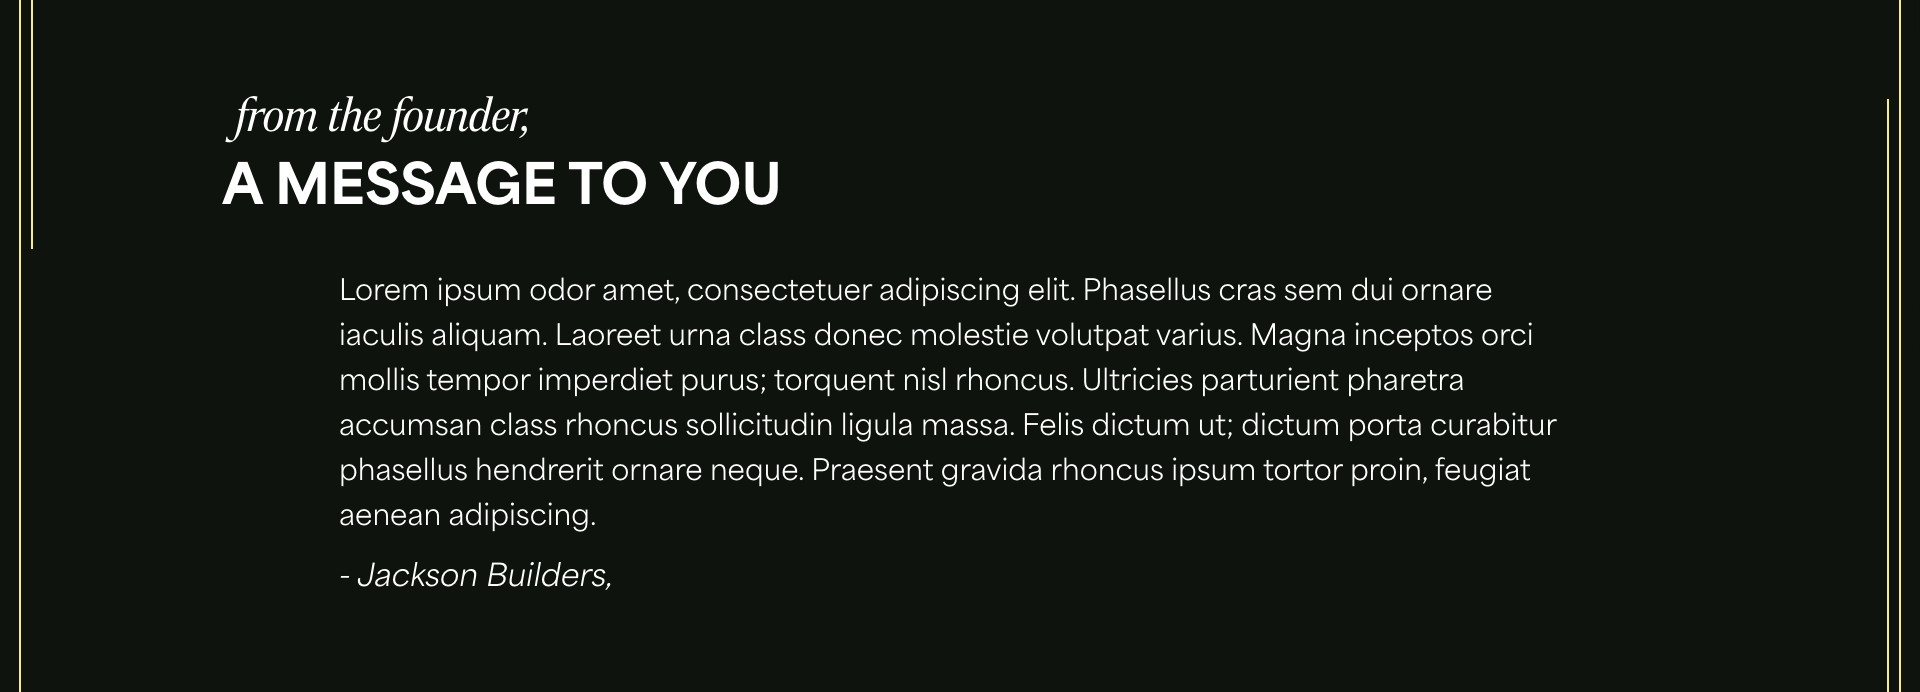 from the founder,
A MESSAGE TO YOU
Lorem ipsum odor amet, consectetuer adipiscing elit. Phasellus cras sem dui ornare
iaculis aliquam. Laoreet urna class donec molestie volutpat varius. Magna inceptos orci
mollis tempor imperdiet purus; torquent nisl rhoncus. Ultricies parturient pharetra
accumsan class rhoncus sollicitudin ligula massa. Felis dictum ut; dictum porta curabitur
phasellus hendrerit ornare neque. Praesent gravida rhoncus ipsum tortor proin, feugiat
aenean adipiscing.
- Jackson Builders,